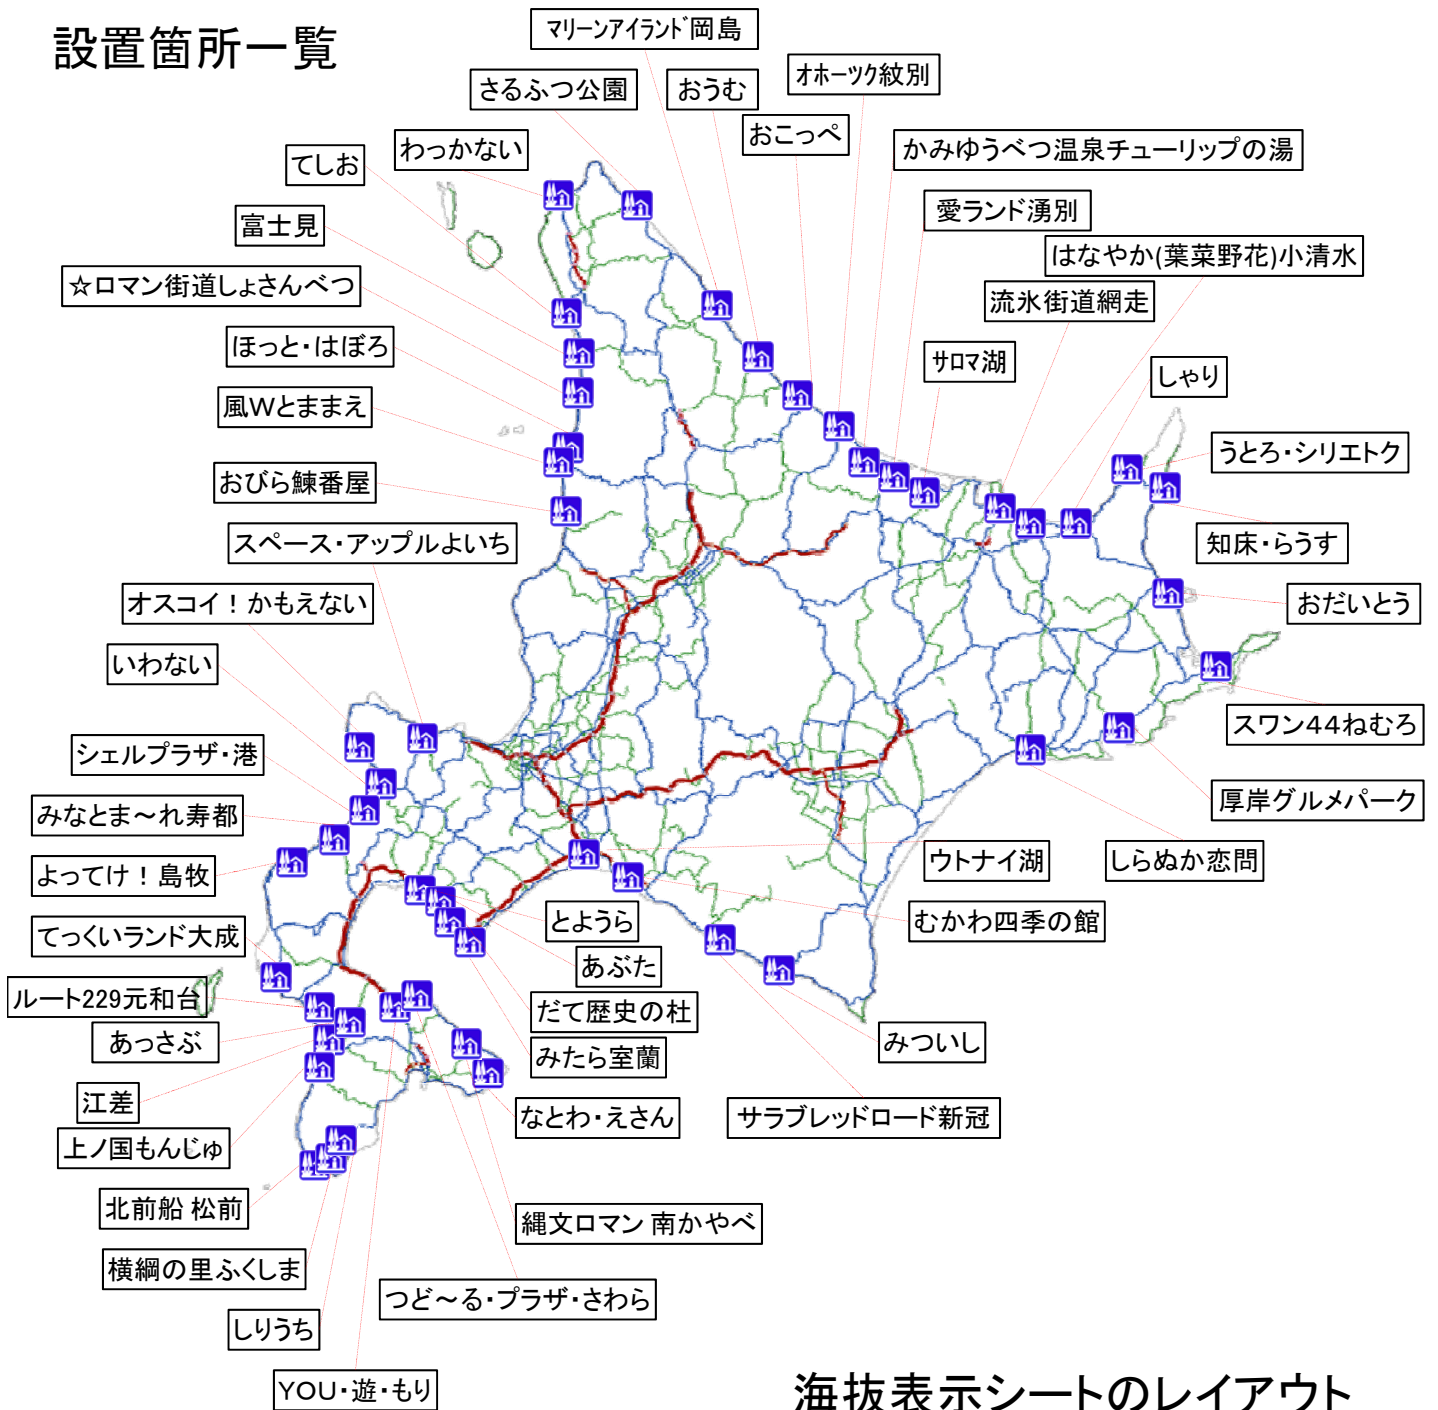 設置箇所一覧
マリーンアイランド岡島
さるふつ公園
おうむ
オホーツク紋別
わっかない
おこっぺ
かみゆうべつ温泉チューリップの湯
てしお
愛ランド湧別
富士見
はなやか(葉菜野花)小清水
☆ロマン街道しょさんべつ
流氷街道網走
ほっと・はぼろ
サロマ湖
しゃり
風Wとままえ
うとろ・シリエトク
おびら鰊番屋
スペース・アップルよいち
知床・らうす
オスコイ!かもえない
おだいとう
いわない
シェルプラザ・港
スワン44ねむろ
みなとま~れ寿都
厚岸グルメパーク
よってけ!島牧
ウトナイ湖
しらぬか恋問
てっくいランド大成
とようら
むかわ四季の館
あぶた
ルート229元和台
だて歴史の杜
あっさぶ
みたら室蘭
みついし
江差
なとわ・えさん
サラブレッドロード新冠
上ノ国もんじゅ
北前船 松前
縄文ロマン 南かやべ
横綱の里ふくしま
つど~る・プラザ・さわら
しりうち
YOU・遊・もり
海抜表示シートのレイアウト